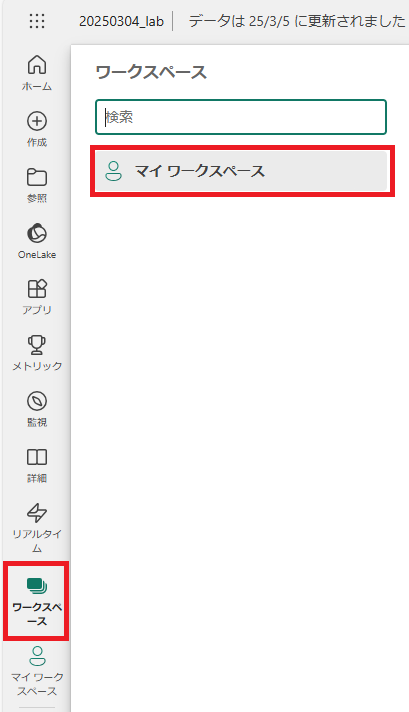 20250304_lab
データは 25/3/5 に更新されました
ホーム
作成
参照
OneLake
アプリ
メトリック
監視
詳細
リアルタイ
ム
ワークスペ
ース
マイ ワーク
スペース
ワークスペース
検索
マイ ワークスペース